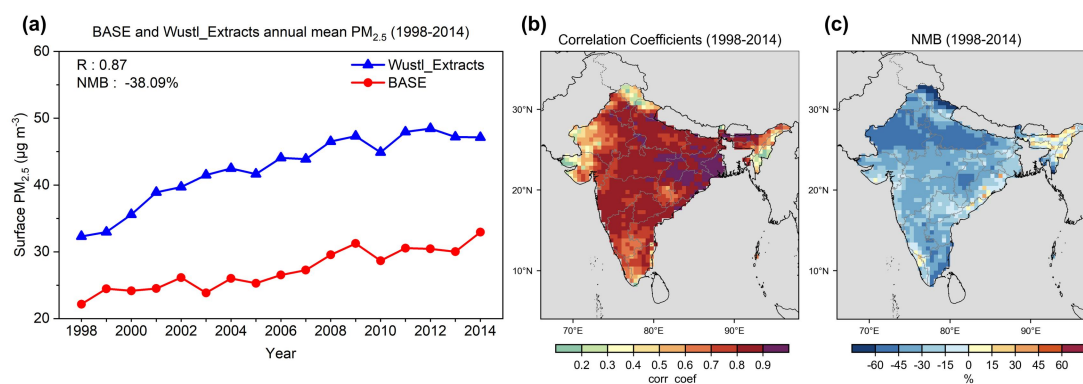 (a)
BASE and Wustl_Extracts annual mean PM2.5 (1998-2014)
R : 0.87
NMB : -38.09%
Wustl_Extracts
BASE
Surface PM2.5 (µg m-3)
60
50
40
30
20
1998 2000 2002 2004 2006 2008 2010 2012 2014
Year
(b)
Correlation Coefficients (1998-2014)
30°N
20°N
10°N
70°E 80°E 90°E
0.2 0.3 0.4 0.5 0.6 0.7 0.8 0.9
corr_coef
(c)
NMB (1998-2014)
30°N
20°N
10°N
70°E 80°E 90°E
-60 -45 -30 -15 0 15 30 45 60
%